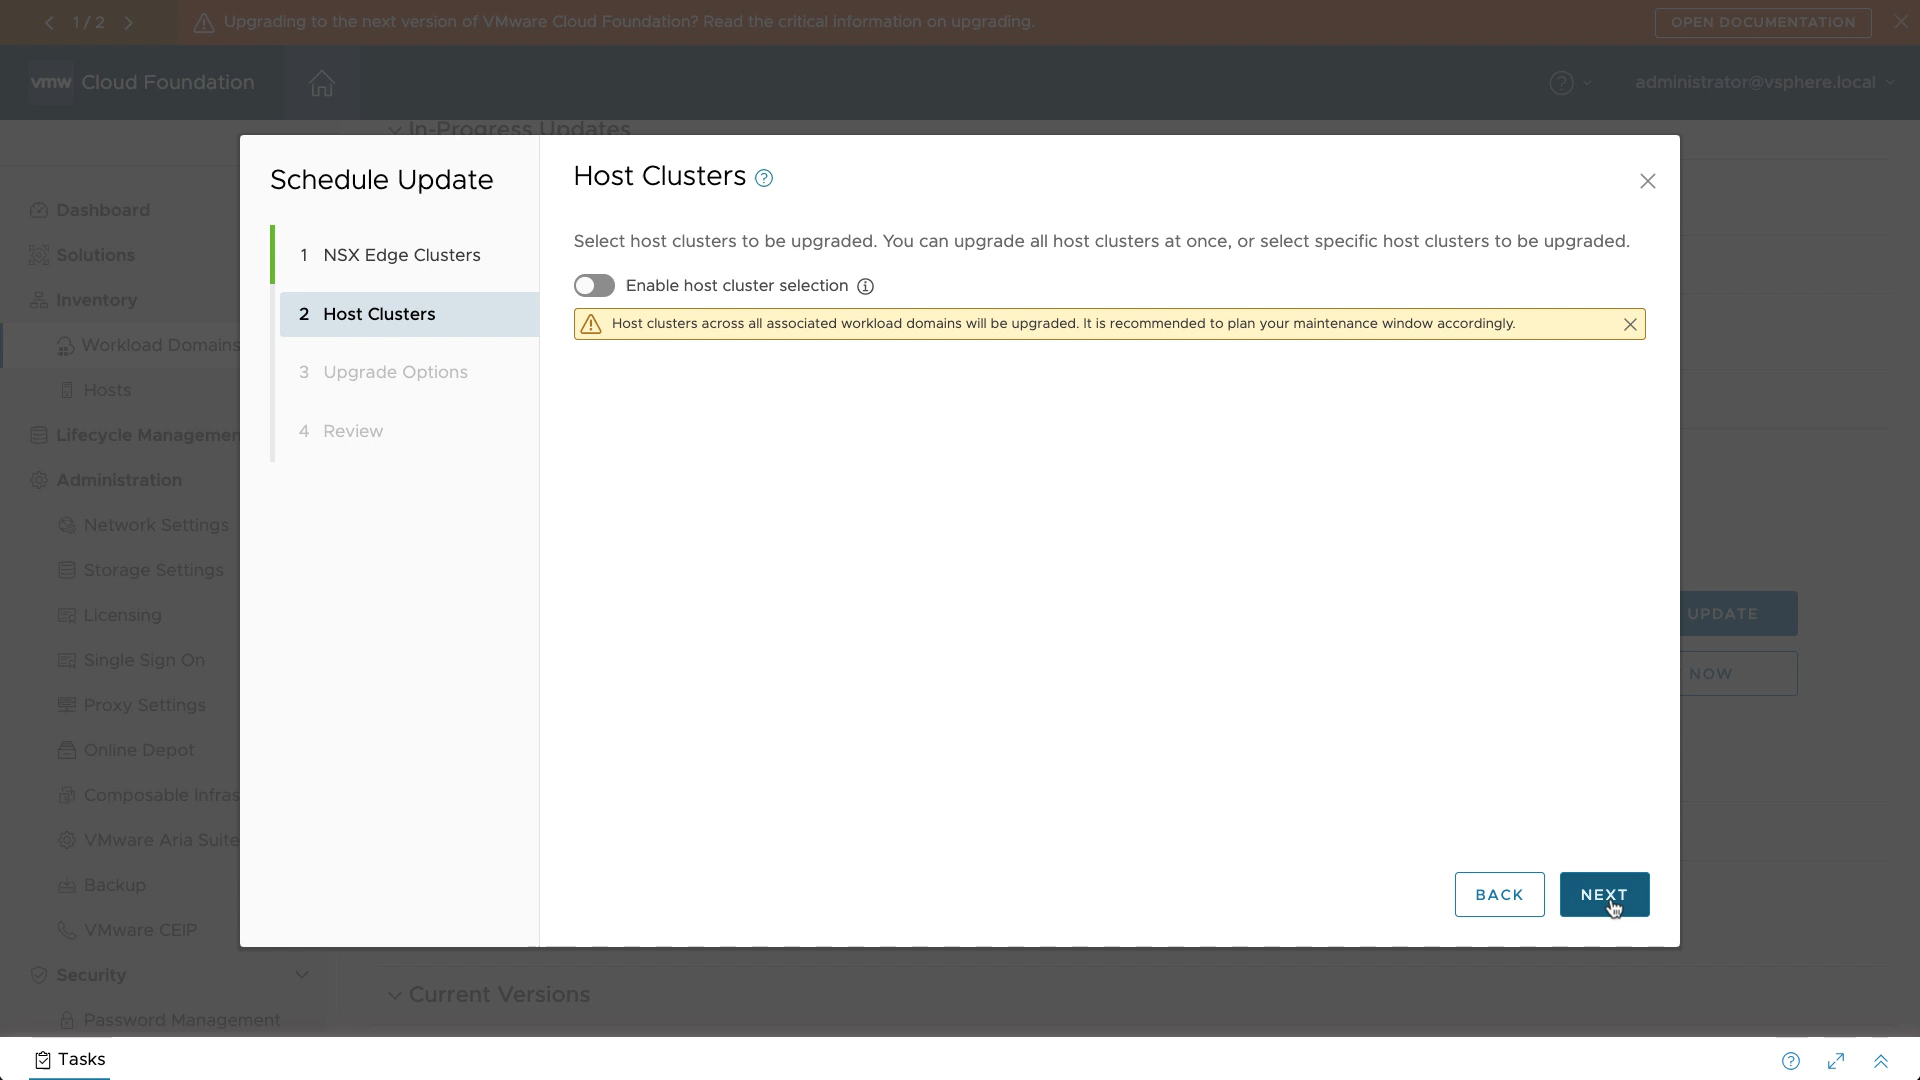 1 / 2
Upgrading to the next version of VMware Cloud Foundation? Read the critical information on upgrading.
OPEN DOCUMENTATION
vmw Cloud Foundation
administrator@vsphere.local
In-Progress Updates
Dashboard
Solutions
Inventory
Workload Domains
Hosts
Lifecycle Managemen
Administration
Network Settings
Storage Settings
Licensing
Single Sign On
Proxy Settings
Online Depot
Composable Infras
VMware Aria Suite
Backup
VMware CEIP
Security
Password Management
Schedule Update
1 NSX Edge Clusters
2 Host Clusters
3 Upgrade Options
4 Review
Host Clusters
Select host clusters to be upgraded. You can upgrade all host clusters at once, or select specific host clusters to be upgraded.
Enable host cluster selection
Host clusters across all associated workload domains will be upgraded. It is recommended to plan your maintenance window accordingly.
BACK
NEXT
UPDATE
NOW
Current Versions
Tasks